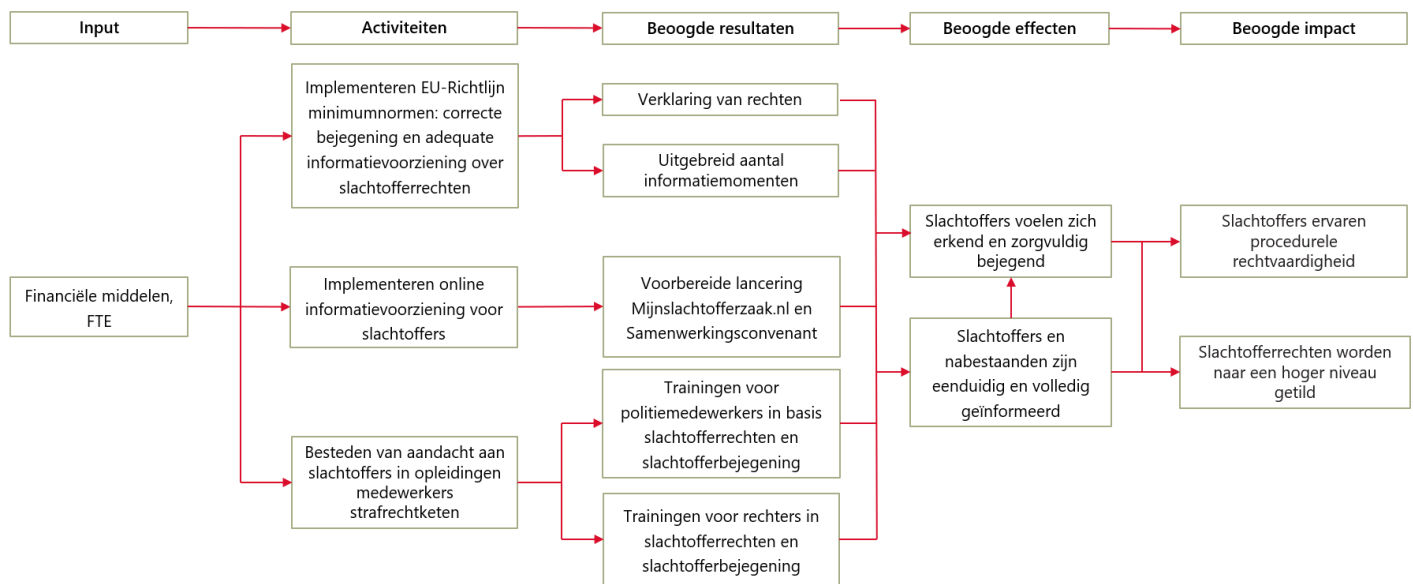 Input
Activiteiten
Beoogde resultaten
Beoogde effecten
Beoogde impact
Financiële middelen,
FTE
Implementeren EU-Richtlijn
minimumnormen: correcte
bejegening en adequate
informatievoorziening over
slachtofferrechten
Implementeren online
informatievoorziening voor
slachtoffers
Besteden van aandacht aan
slachtoffers in opleidingen
medewerkers
strafrechtketen
Verklaring van rechten
Uitgebreid aantal
informatiemomenten
Voorbereide lancering
Mijnslachtofferzaak.nl en
Samenwerkingsconvenant
Trainingen voor
politiemedewerkers in basis
slachtofferrechten en
slachtofferbejegening
Trainingen voor rechters in
slachtofferrechten en
slachtofferbejegening
Slachtoffers voelen zich
erkend en zorgvuldig
bejegend
Slachtoffers en
nabestaanden zijn
eenduidig en volledig
geïnformeerd
Slachtoffers ervaren
procedurele
rechtvaardigheid
Slachtofferrechten worden
naar een hoger niveau
getild